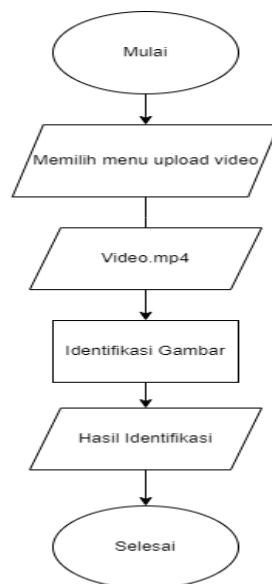 Mulai
Memilih menu upload video
Video.mp4
Identifikasi Gambar
Hasil Identifikasi
Selesai